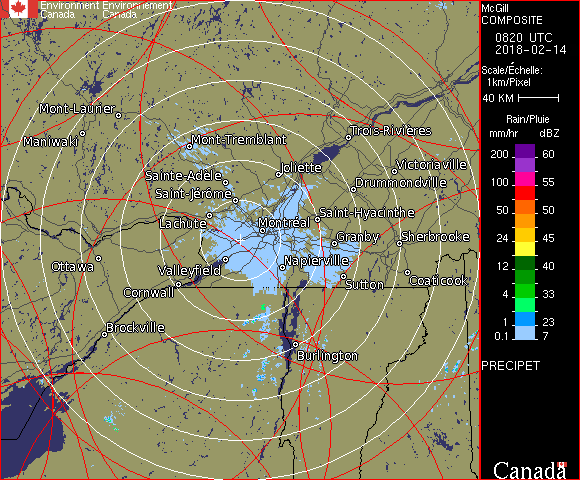 Environment Environnement
Canada Canada
McGill
COMPOSITE
0820 UTC
2018-02-14
Scale/Échelle:
1km/Pixel
40 KM
Rain/Pluie
mm/hr dBZ
200 60
100 55
50 50
24 45
12 40
4 33
1 23
0.1 7
PRECIPET
Canada
Mont-Laurier
Maniwaki
Mont-Tremblant
Trois-Rivières
Sainte-Adèle
Joliette
Victoriaville
Saint-Jérôme
Drummondville
Lachute
Montréal
Saint-Hyacinthe
Granby
Sherbrooke
Ottawa
Valleyfield
Napierville
Cornwall
Sutton
Coaticook
Brockville
Burlington